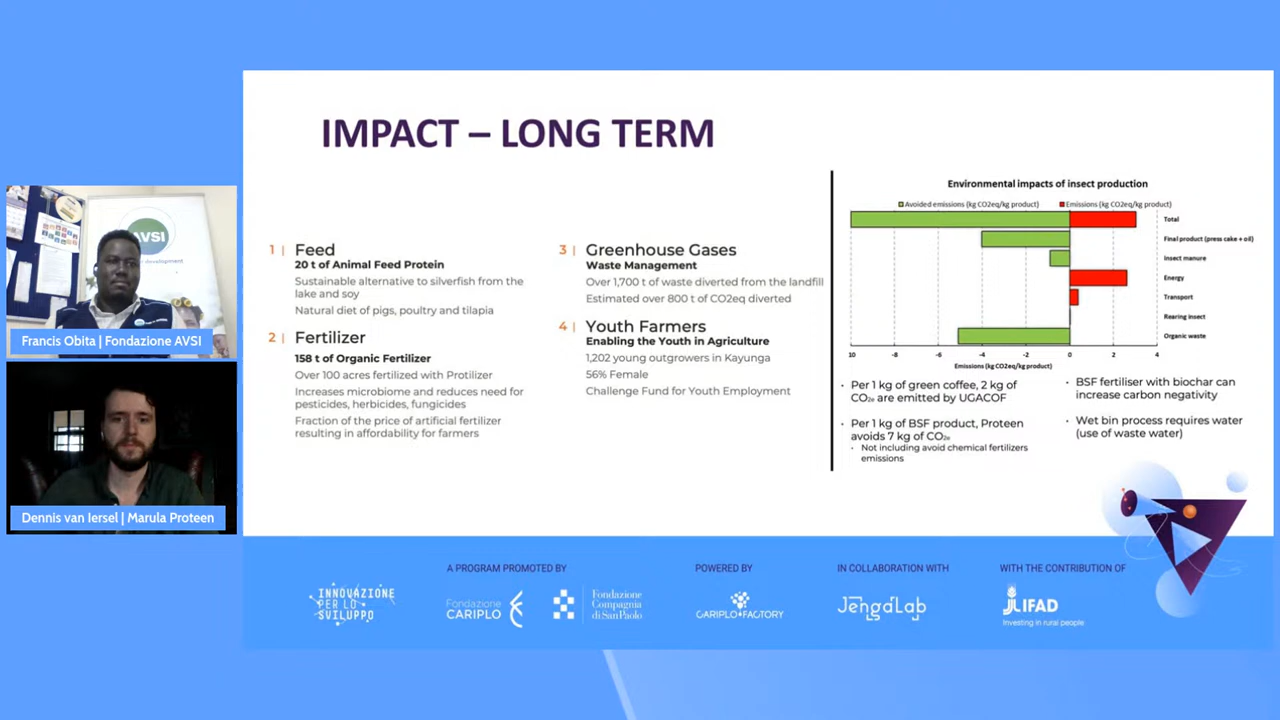 IMPACT – LONG TERM
1 | Feed
20 t of Animal Feed Protein
Sustainable alternative to silverfish from the
lake and soy
Natural diet of pigs, poultry and tilapia
2 | Fertilizer
158 t of Organic Fertilizer
Over 100 acres fertilized with Protilizer
Increases microbiome and reduces need for
pesticides, herbicides, fungicides
Fraction of the price of artificial fertilizer
resulting in affordability for farmers
3 | Greenhouse Gases
Waste Management
Over 1,700 t of waste diverted from the landfill
Estimated over 800 t of CO2eq diverted
4 | Youth Farmers
Enabling the Youth in Agriculture
1,202 young outgrowers in Kayunga
56% Female
Challenge Fund for Youth Employment
Environmental impacts of insect production
Avoided emissions (kg CO2eq/kg product)
Emissions (kg CO2eq/kg product)
Total
Final product (press cake + oil)
Insect manure
Energy
Transport
Rearing insect
Organic waste
10 -8 -6 -4 -2 0 2 4
Emissions (kg CO2eq/kg product)
• Per 1 kg of green coffee, 2 kg of
CO2e are emitted by UGACOF
• Per 1 kg of BSF product, Proteen
avoids 7 kg of CO2e
• Not including avoid chemical fertilizers
emissions
• BSF fertiliser with biochar can
increase carbon negativity
• Wet bin process requires water
(use of waste water)
AVSI
Francis Obita | Fondazione AVSI
Dennis van Iersel | Marula Proteen
INNOVAZIONE
PER LO
SVILUPPO
A PROGRAM PROMOTED BY
Fondazione
CARIPLO
Fondazione
Compagnia
di SanPaolo
POWERED BY
CARIPLO FACTORY
IN COLLABORATION WITH
JengaLab
WITH THE CONTRIBUTION OF
IFAD
Investing in rural people